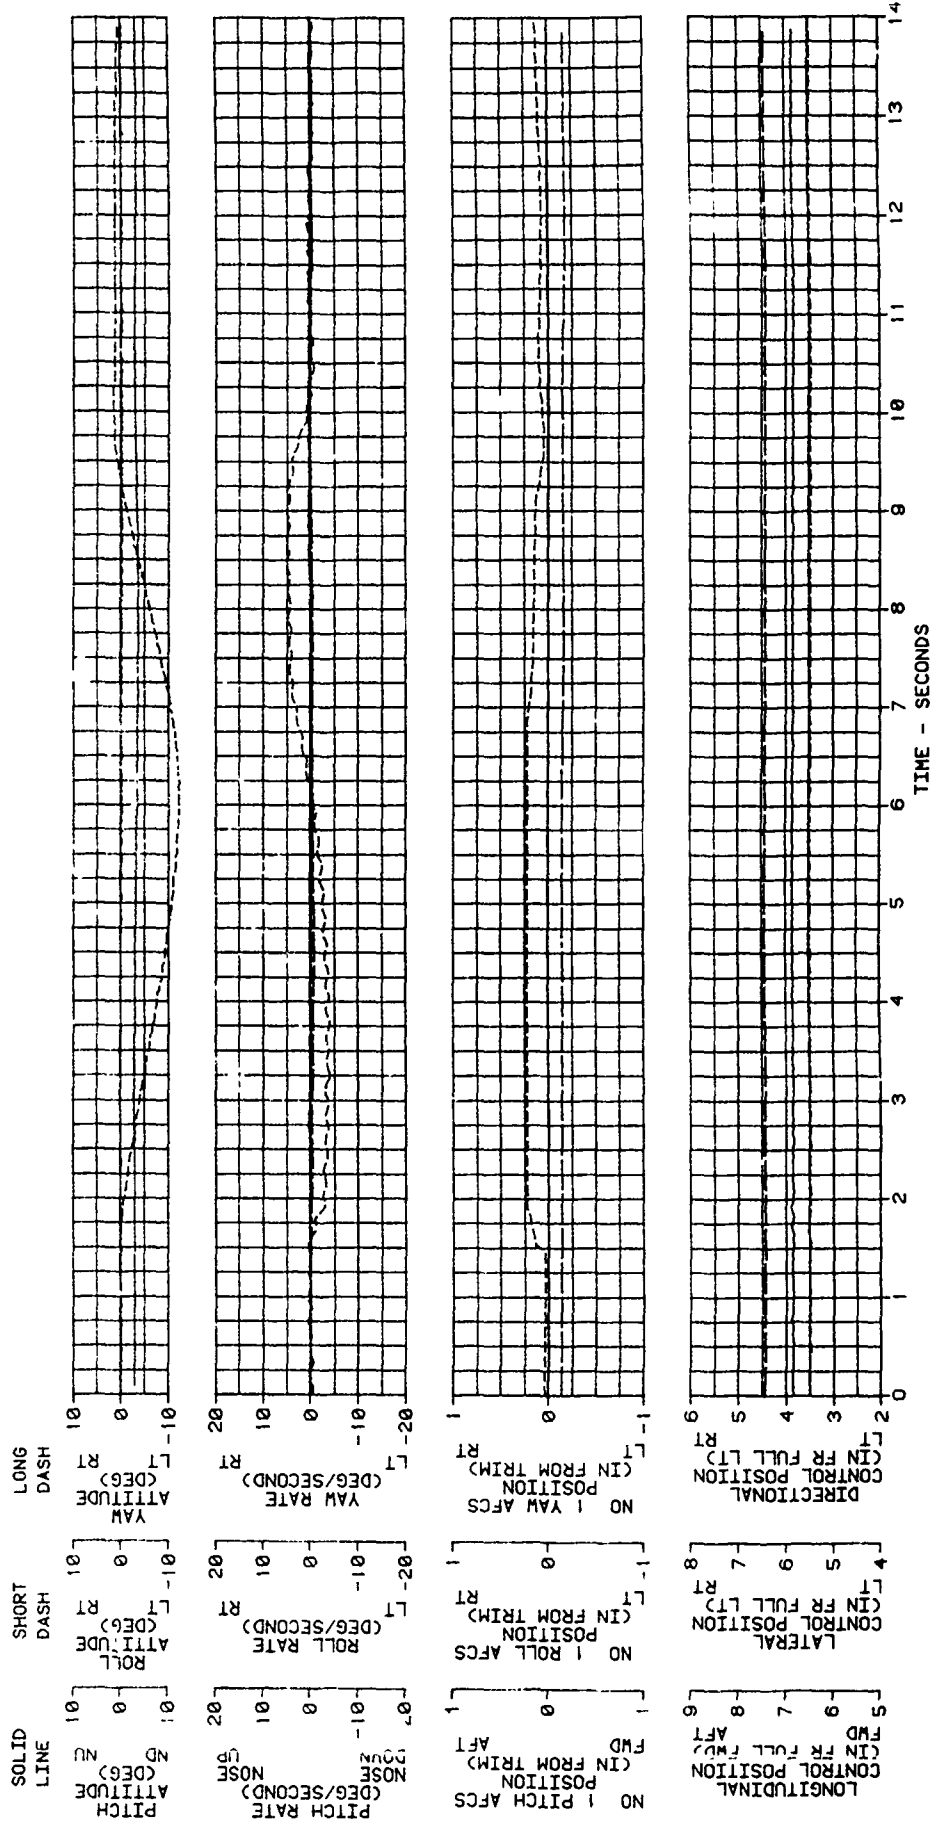 SOLID
LINE
SHORT
DASH
LONG
DASH
PITCH
ATTITUDE
(DEG)
ND NU
10
0
ROLL
ATTITUDE
(DEG)
LT RT
10
0
-10
YAW
ATTITUDE
(DEG)
LT RT
10
0
-10
PITCH RATE
(DEG/SECOND)
NOSE NOSE
UP
20
10
0
-10
ROLL RATE
(DEG/SECOND)
LT RT
20
10
0
-10
-20
YAW RATE
(DEG/SECOND)
LT RT
20
10
0
-10
-20
NO 1 PITCH AFCS
POSITION
(IN FROM TRIM)
FWD AFT
1
0
-1
NO 1 ROLL AFCS
POSITION
(IN FROM TRIM)
LT RT
1
0
-1
NO 1 YAW AFCS
POSITION
(IN FROM TRIM)
LT RT
1
0
-1
LONGITUDINAL
CONTROL POSITION
(IN FR FULL FWD)
FWD AFT
9
8
7
6
5
LATERAL
CONTROL POSITION
(IN FR FULL LT)
LT RT
8
7
6
5
4
DIRECTIONAL
CONTROL POSITION
(IN FR FULL LT)
LT RT
6
5
4
3
2
0 1 2 3 4 5 6 7 8 9 10 11 12 13 14
TIME - SECONDS